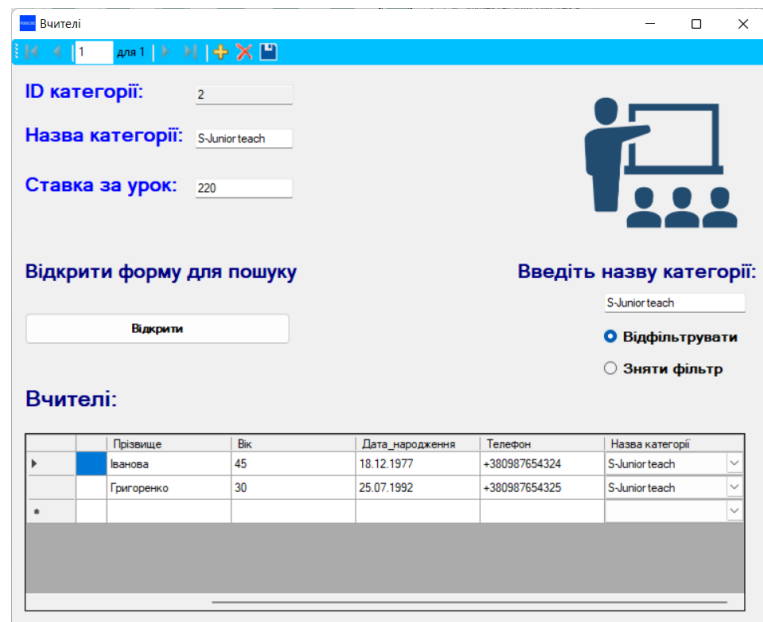 Вчителі
1 для 1
ID категорії: 2
Назва категорії: S-Junior teach
Ставка за урок: 220
Відкрити форму для пошуку
Введіть назву категорії:
S-Junior teach
Відкрити
Відфільтрувати
Зняти фільтр
Вчителі:
Прізвище Вік Дата_народження Телефон Назва категорії
Іванова 45 18.12.1977 +380987654324 S-Junior teach
Григоренко 30 25.07.1992 +380987654325 S-Junior teach